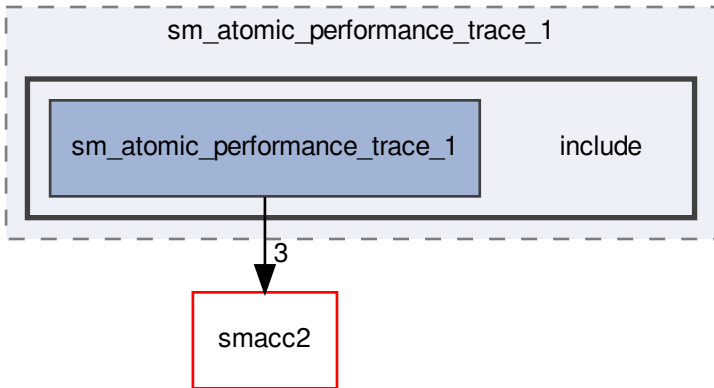 sm_atomic_performance_trace_1
sm_atomic_performance_trace_1
include
3
smacc2